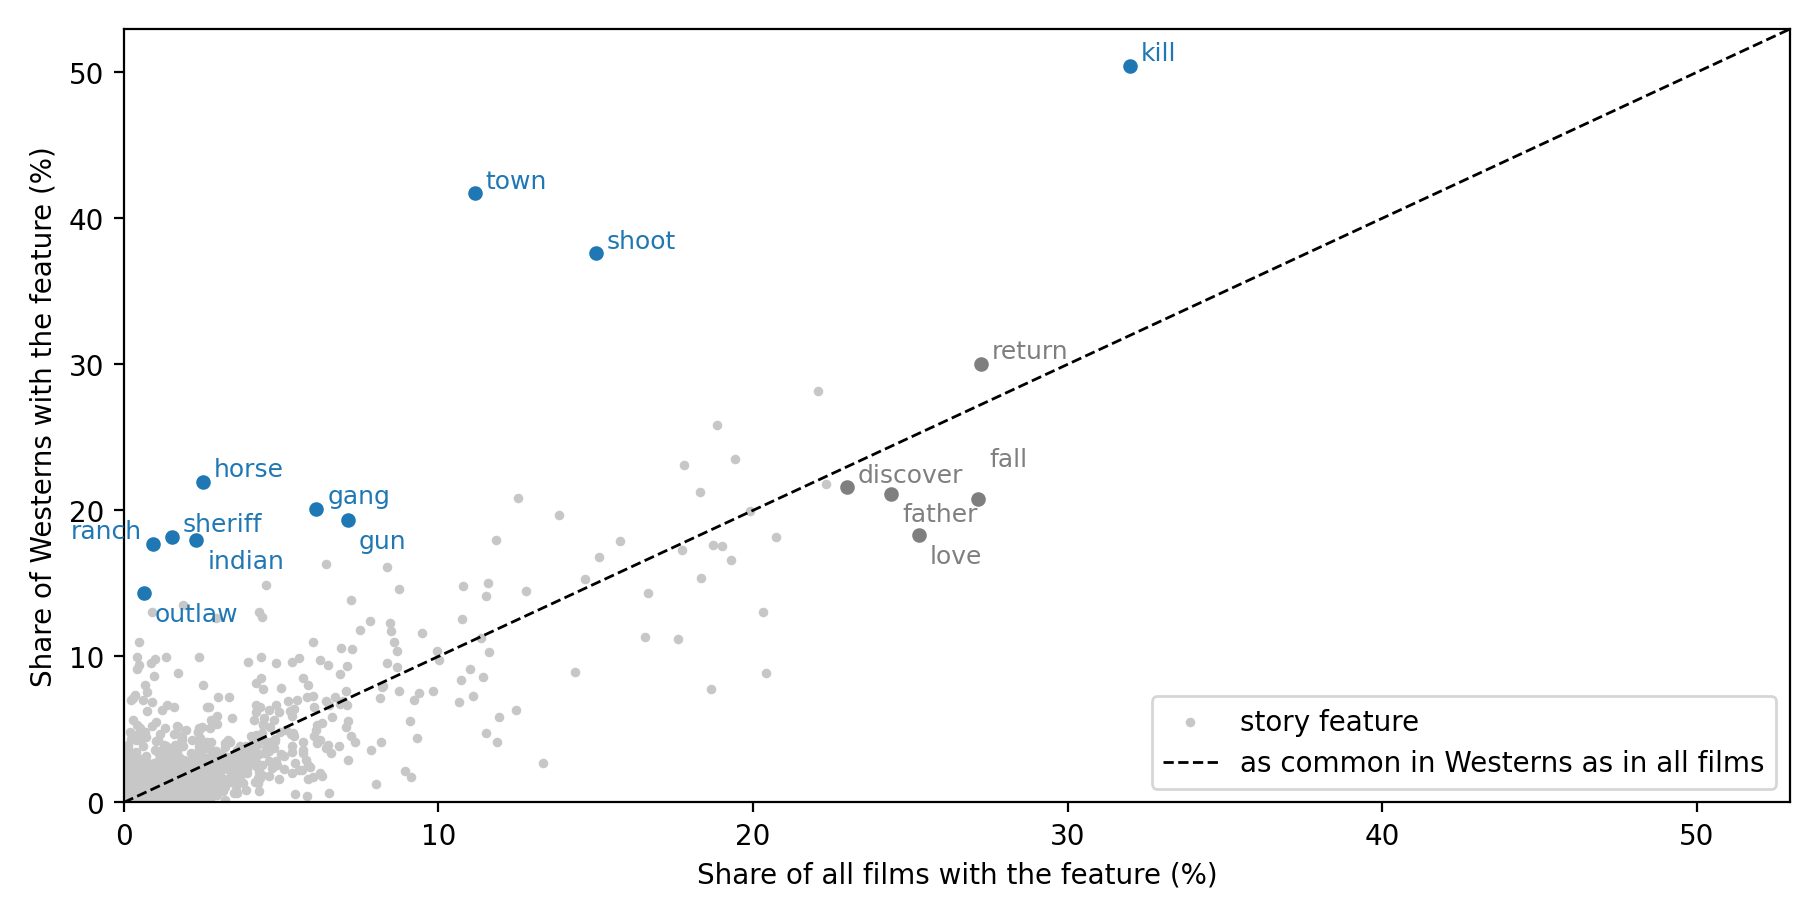 Share of Westerns with the feature (%)
50
40
30
20
10
0
kill
town
shoot
return
fall
discover
father
love
horse
gang
gun
sheriff
ranch
indian
outlaw
story feature
as common in Westerns as in all films
0 10 20 30 40 50
Share of all films with the feature (%)